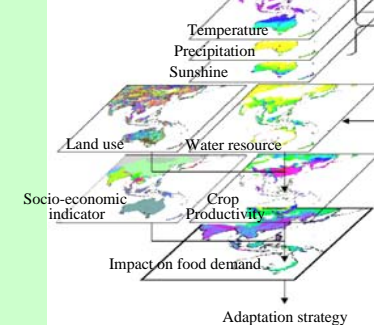 Temperature
Precipitation
Sunshine
Land use
Water resource
Socio-economic
indicator
Crop
Productivity
Impact on food demand
Adaptation strategy